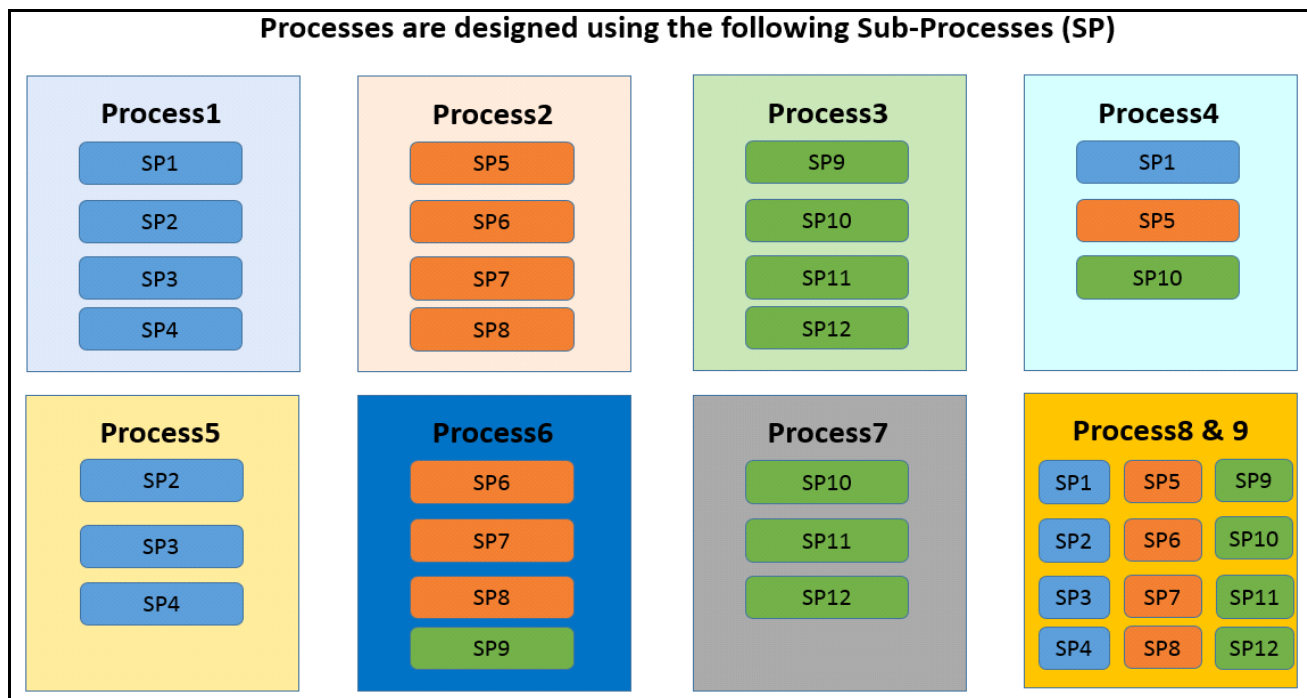 Processes are designed using the following Sub-Processes (SP)
Process1
SP1
SP2
SP3
SP4
Process2
SP5
SP6
SP7
SP8
Process3
SP9
SP10
SP11
SP12
Process4
SP1
SP5
SP10
Process5
SP2
SP3
SP4
Process6
SP6
SP7
SP8
SP9
Process7
SP10
SP11
SP12
Process8 & 9
SP1 SP5 SP9
SP2 SP6 SP10
SP3 SP7 SP11
SP4 SP8 SP12